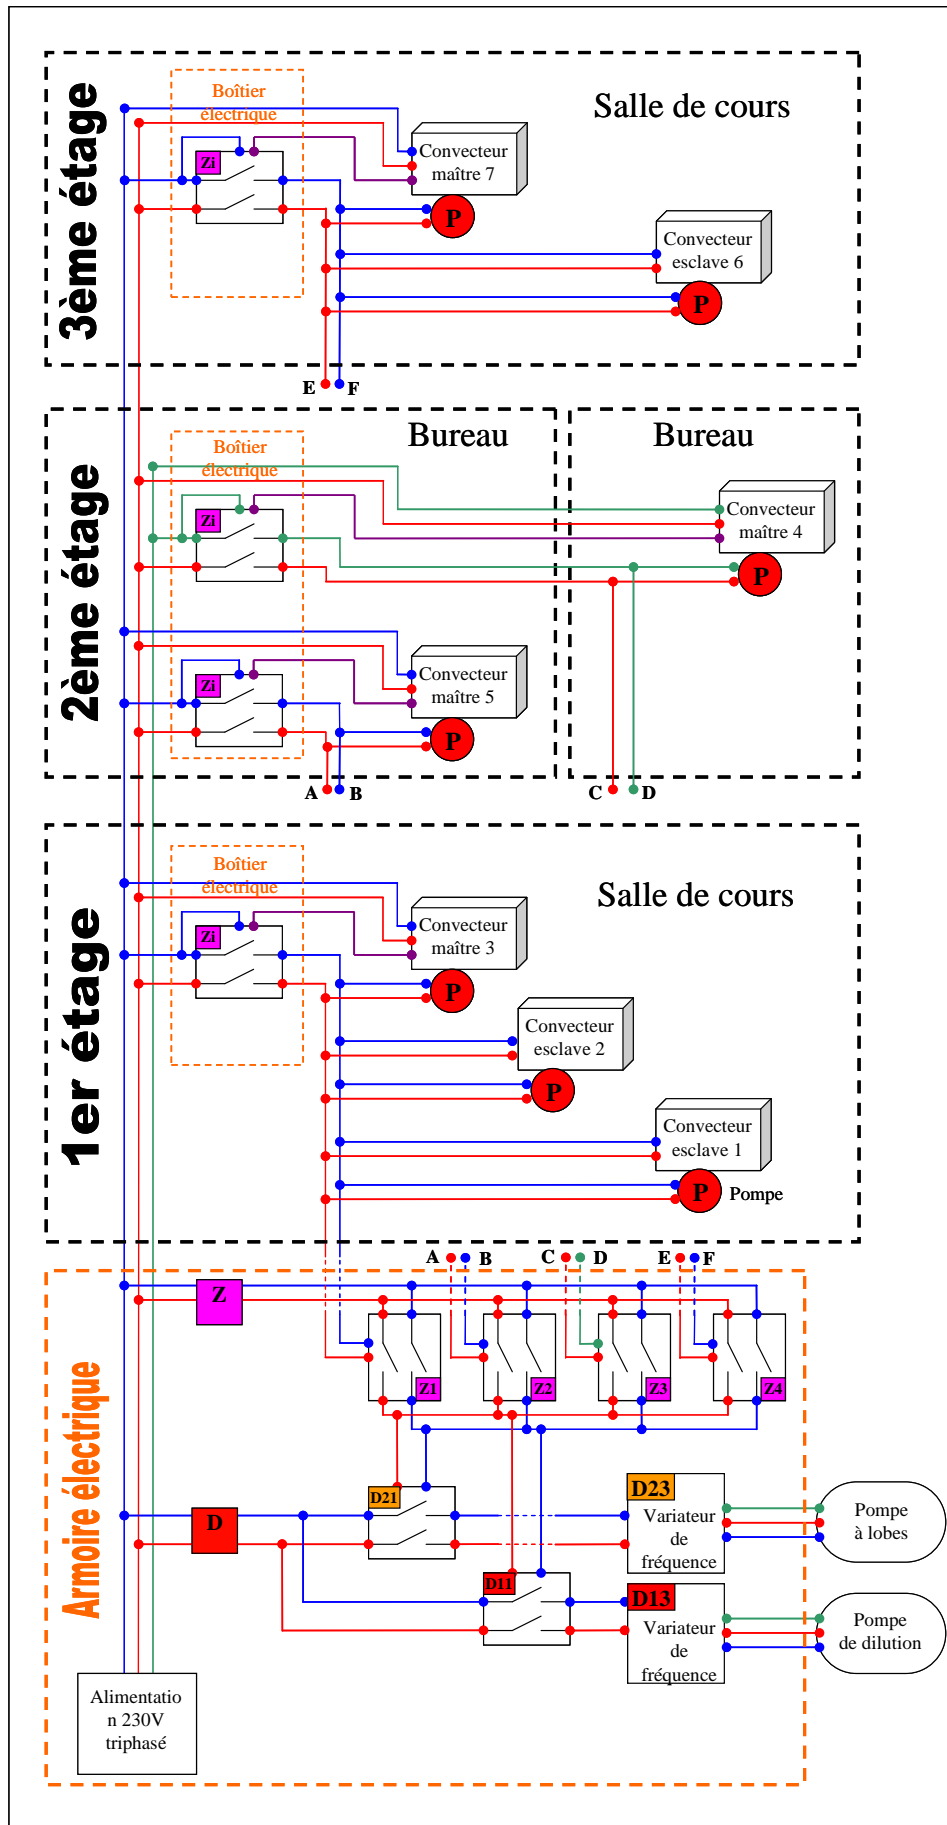 3ème étage
Boîtier
électrique
Salle de cours
Zi
Convecteur
maître 7
P
Convecteur
esclave 6
P
E
F
2ème étage
Boîtier
électrique
Bureau
Bureau
Zi
Convecteur
maître 4
P
Zi
Convecteur
maître 5
P
A
B
C
D
1er étage
Boîtier
électrique
Salle de cours
Zi
Convecteur
maître 3
P
Convecteur
esclave 2
P
Convecteur
esclave 1
P
Pompe
A
B
C
D
E
F
Armoire électrique
Z
Z1
Z2
Z3
Z4
D21
D
D23
Variateur
de
fréquence
Pompe
à lobes
D11
D13
Variateur
de
fréquence
Pompe
de dilution
Alimentatio
n 230V
triphasé